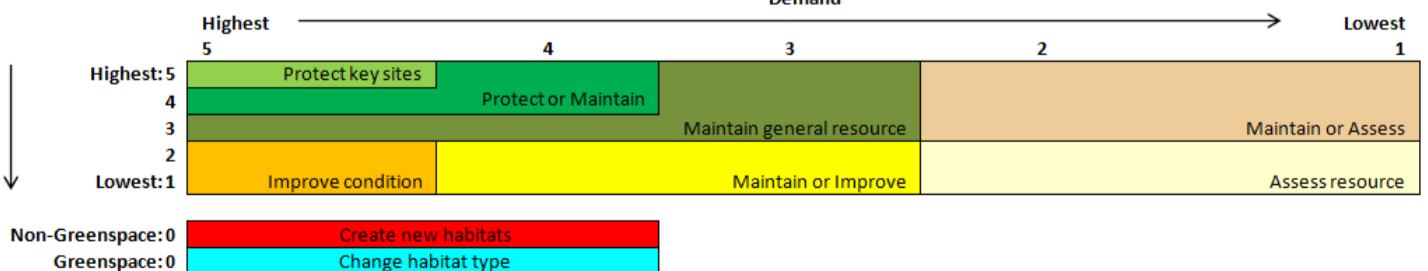 Demand
Highest Lowest
5 4 3 2 1
Highest: 5 Protect key sites
4 Protect or Maintain
3 Maintain general resource Maintain or Assess
2
Lowest: 1 Improve condition Maintain or Improve Assess resource
Non-Greenspace: 0 Create new habitats
Greenspace: 0 Change habitat type